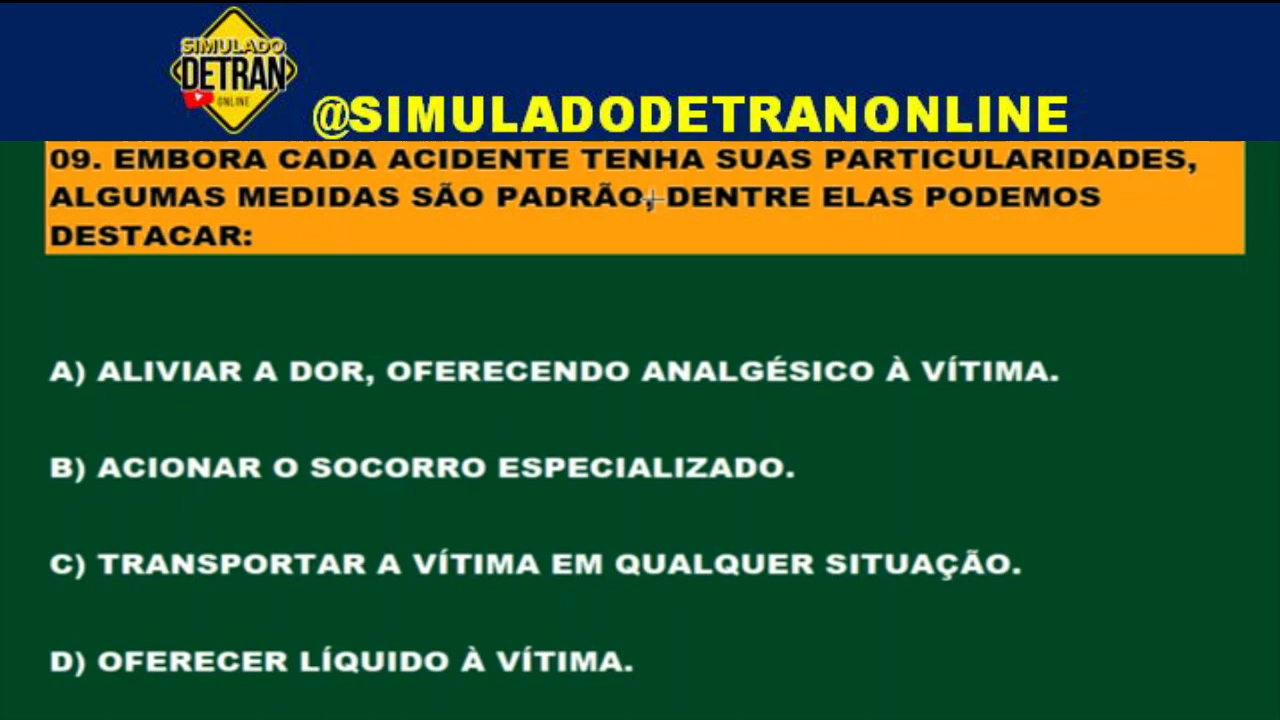 SIMULADO
DETRAN
ONLINE
@SIMULADODETRANONLINE
09. EMBORA CADA ACIDENTE TENHA SUAS PARTICULARIDADES,
ALGUMAS MEDIDAS SÃO PADRÃO, DENTRE ELAS PODEMOS
DESTACAR:
A) ALIVIAR A DOR, OFERECENDO ANALGÉSICO À VÍTIMA.
B) ACIONAR O SOCORRO ESPECIALIZADO.
C) TRANSPORTAR A VÍTIMA EM QUALQUER SITUAÇÃO.
D) OFERECER LÍQUIDO À VÍTIMA.